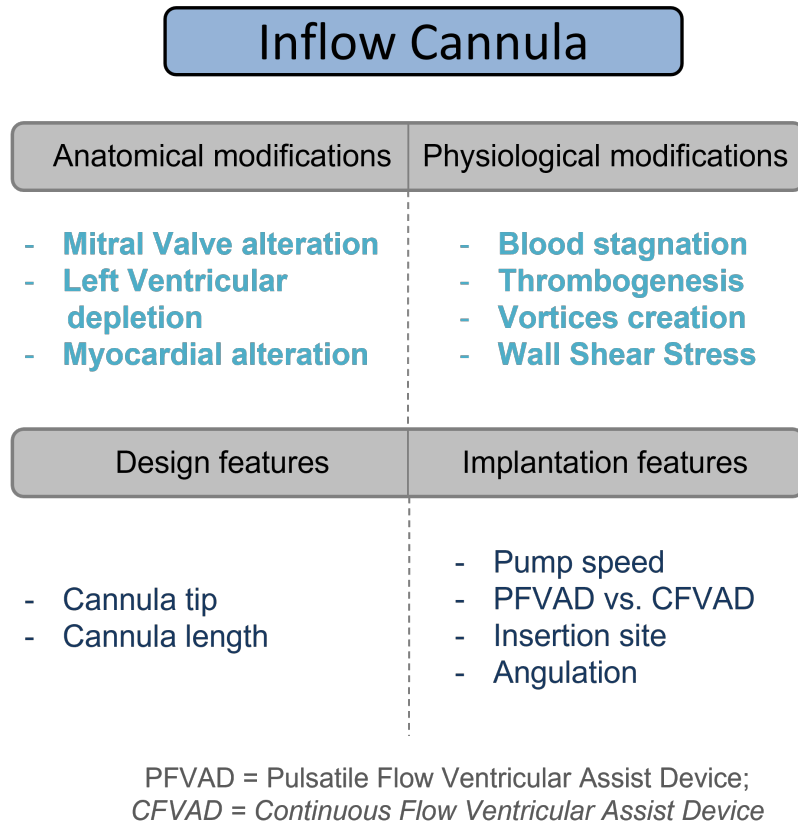 Inflow Cannula
Anatomical modifications
Physiological modifications
- Mitral Valve alteration
- Left Ventricular
depletion
- Myocardial alteration
- Blood stagnation
- Thrombogenesis
- Vortices creation
- Wall Shear Stress
Design features
Implantation features
- Cannula tip
- Cannula length
- Pump speed
- PFVAD vs. CFVAD
- Insertion site
- Angulation
PFVAD = Pulsatile Flow Ventricular Assist Device;
CFVAD = Continuous Flow Ventricular Assist Device